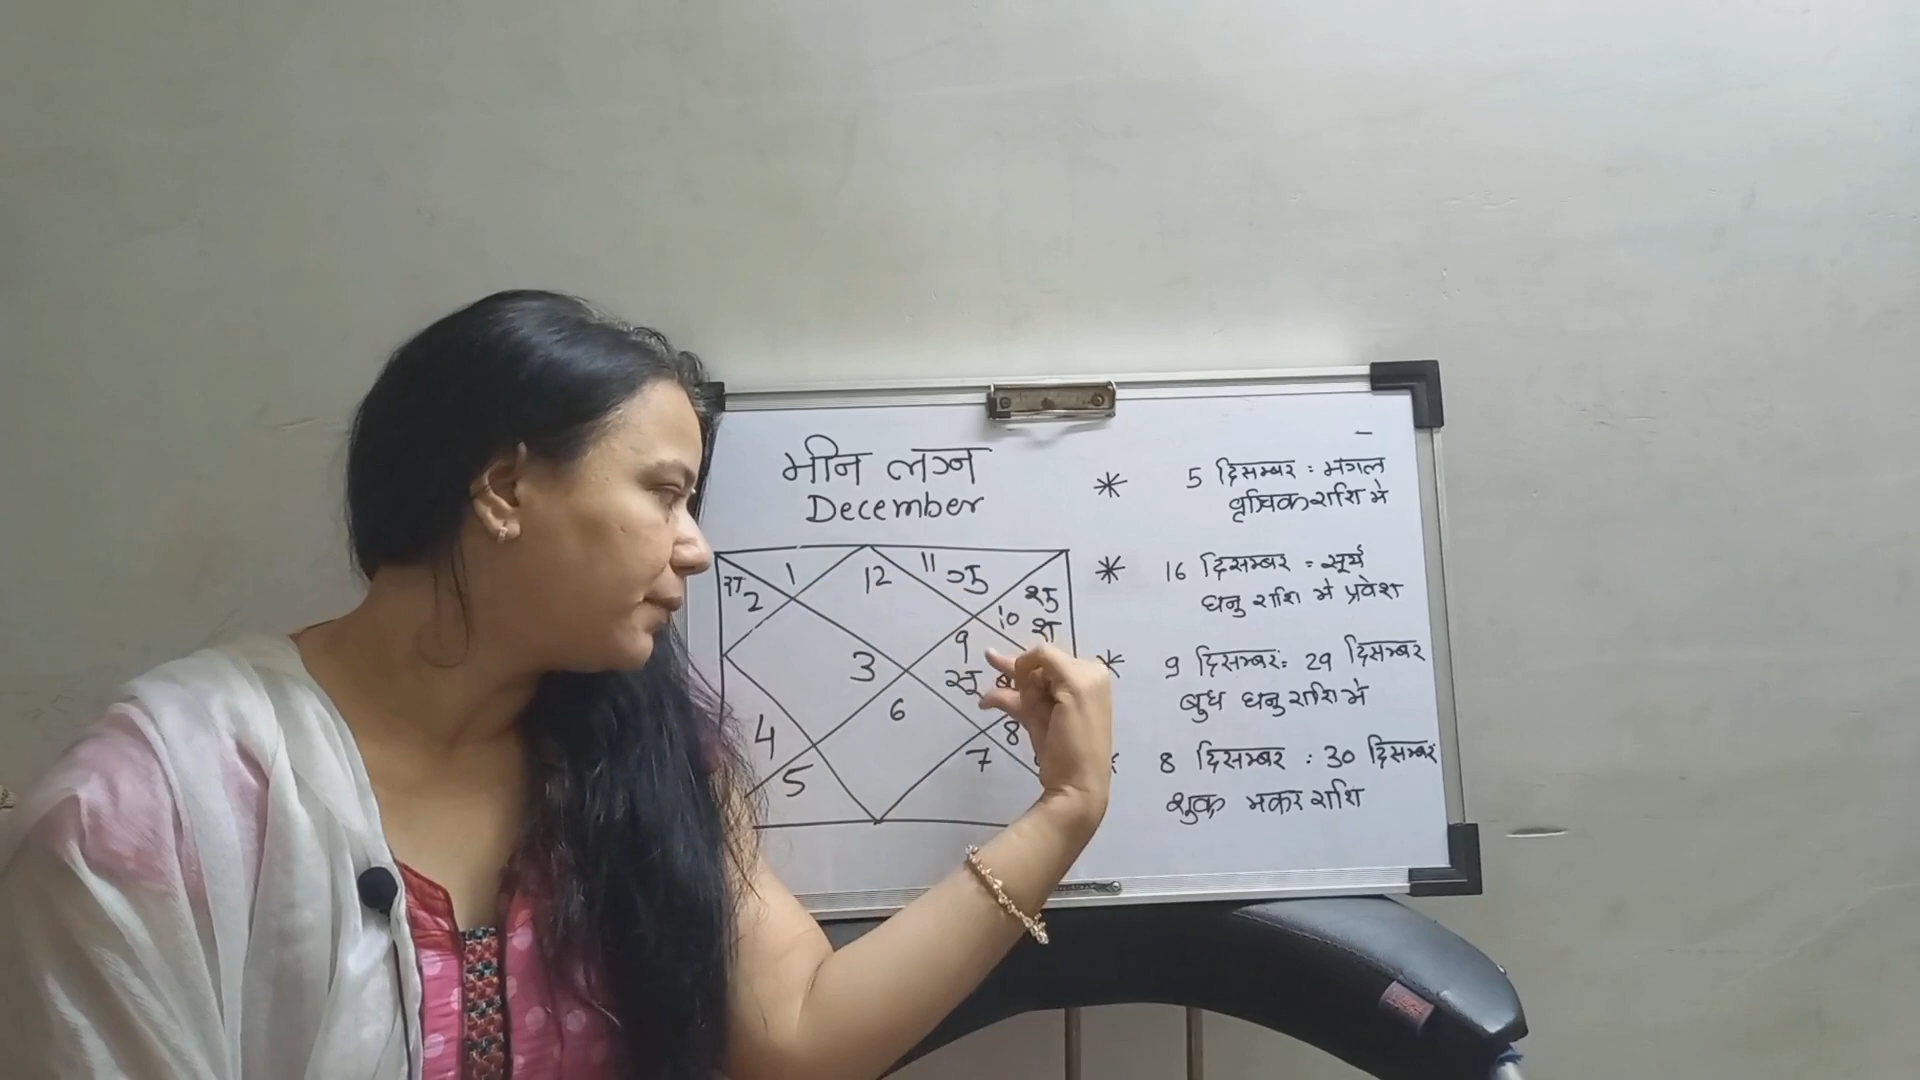 मीन लग्न
December
1
12
11
गु
2
शु
10
श
9
3
सू
6
4
8
7
5
5 दिसम्बर : मंगल
वृश्चिक राशि में
16 दिसम्बर = सूर्य
धनु राशि में प्रवेश
9 दिसम्बर: 29 दिसम्बर
बुध धनु राशि में
8 दिसम्बर : 30 दिसम्बर
शुक्र मकर राशि